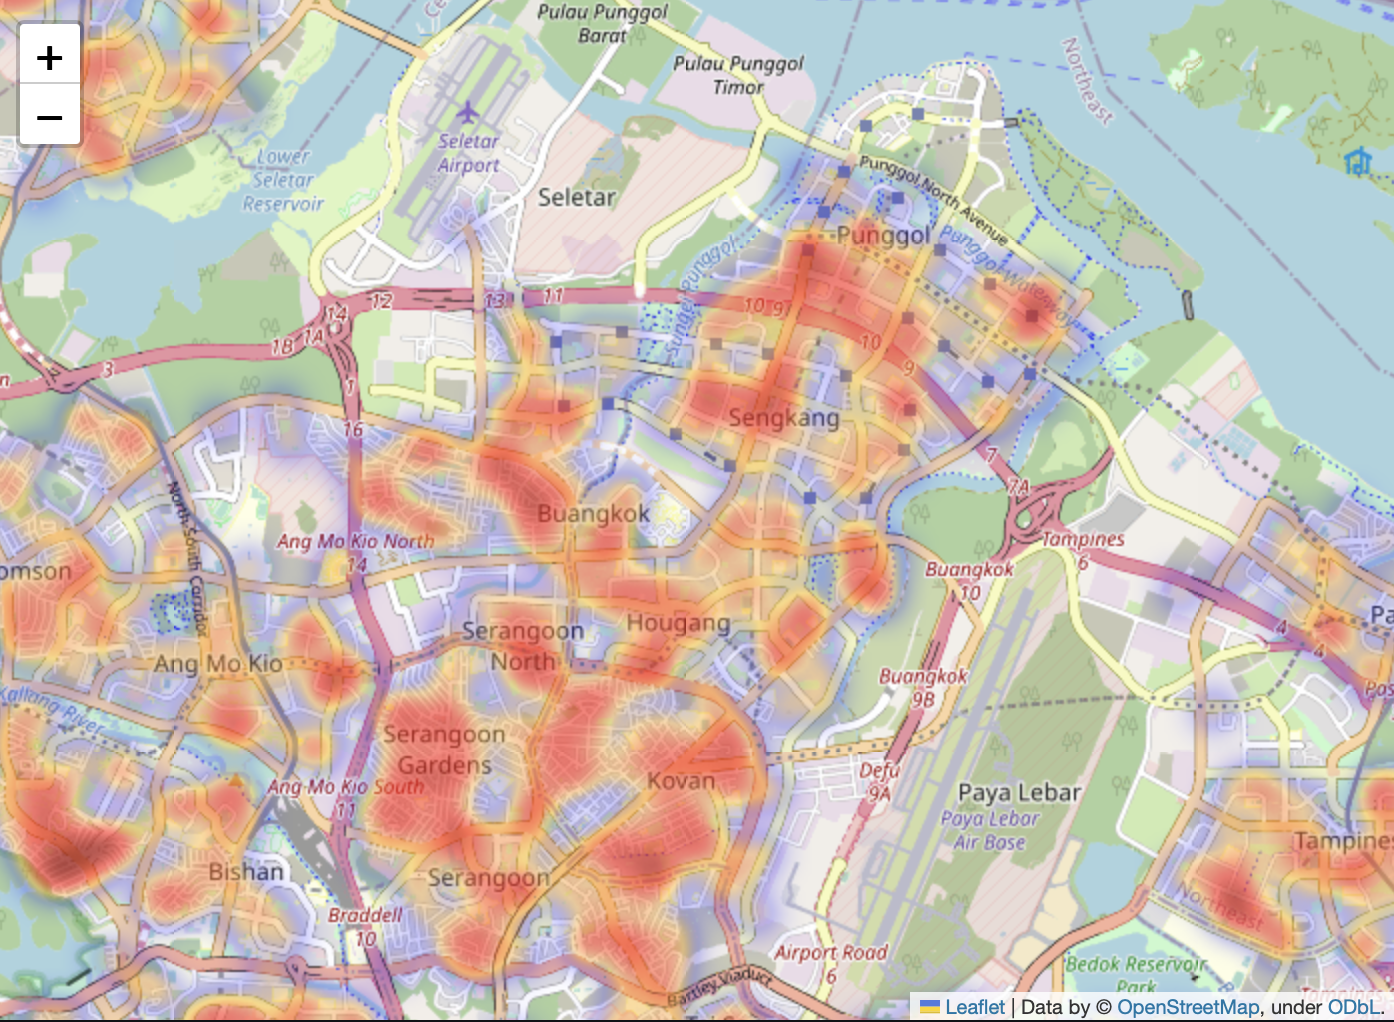 +
−
Pulau Punggol
Barat
Pulau Punggol
Timor
Northeast
Seletar
Airport
Lower
Seletar
Reservoir
Seletar
Punggol North Avenue
Punggol
Punggol Waterway
Sungei Punggol
14
12
13
11
10
9
1B
1A
10
9
3
1
16
Sengkang
7
7A
North South Corridor
Buangkok
Ang Mo Kio North
14
Tampines
6
Buangkok
10
omson
Hougang
Serangoon
North
Ang Mo Kio
4
4
Pa
Kallang River
Buangkok
9B
Pas
Serangoon
Gardens
Kovan
Ang Mo Kio South
11
Defu
9A
Paya Lebar
Paya Lebar
Air Base
Tampines
Bishan
Serangoon
Northeast
Braddell
10
Airport Road
6
Bartley Viaduct
Bedok Reservoir
Park
Leaflet | Data by © OpenStreetMap, under ODbL.